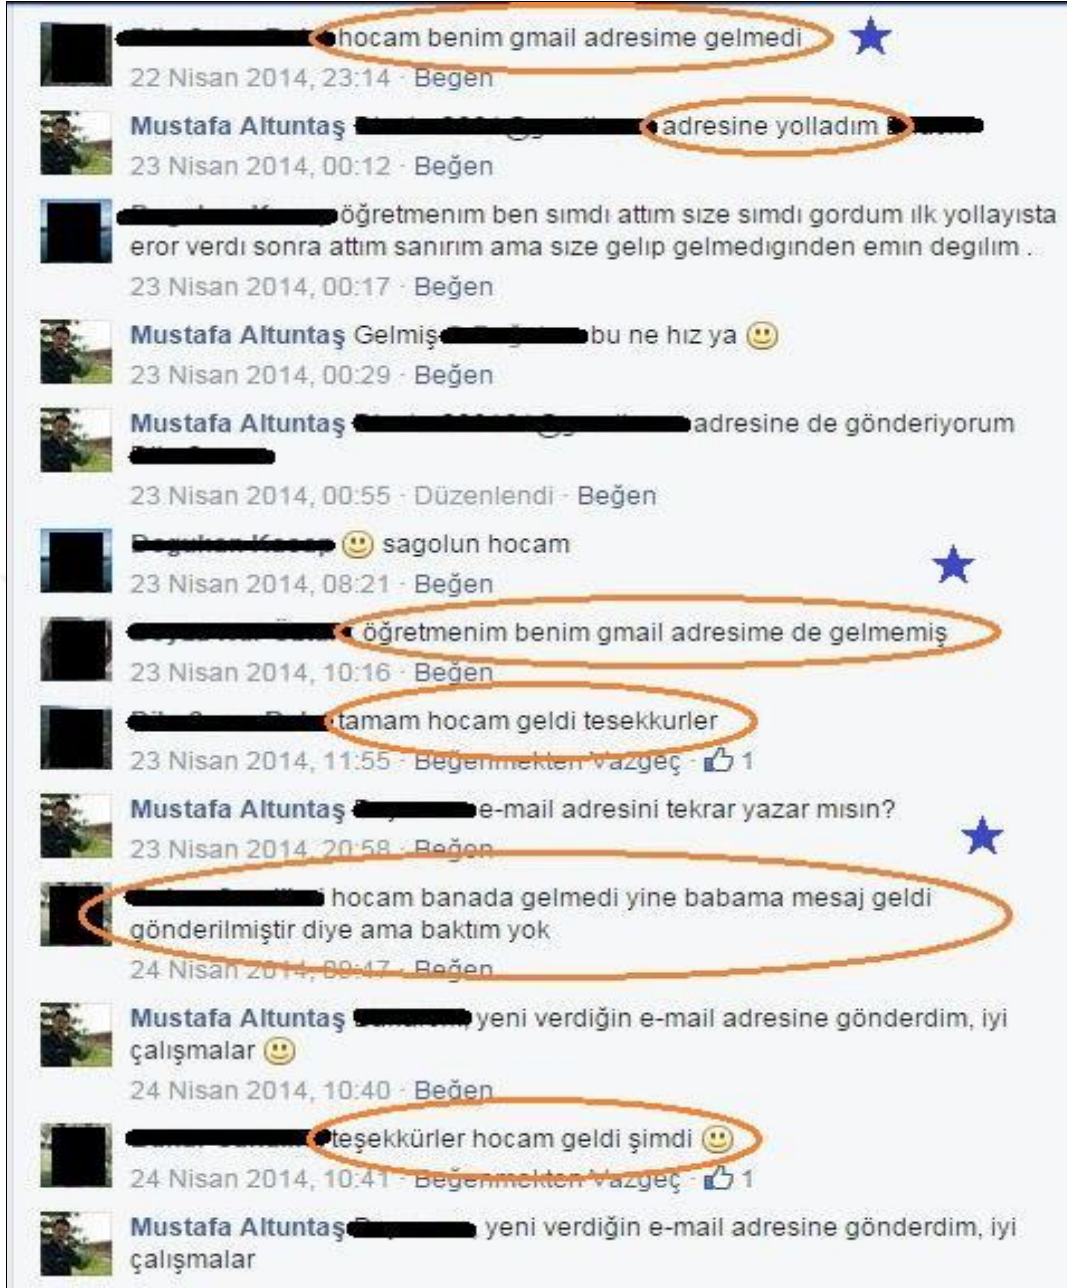 hocam benim gmail adresime gelmedi
22 Nisan 2014, 23:14 · Beğen
Mustafa Altuntaş adresine yolladım
23 Nisan 2014, 00:12 · Beğen
öğretmenım ben sımdı attım sıze sımdı gordum ılk yollayısta
eror verdı sonra attım sanırım ama sıze gelıp gelmedıgınden emın degılım .
23 Nisan 2014, 00:17 · Beğen
Mustafa Altuntaş Gelmiş bu ne hız ya
23 Nisan 2014, 00:29 · Beğen
Mustafa Altuntaş adresine de gönderiyorum
23 Nisan 2014, 00:55 · Düzenlendi · Beğen
sagolun hocam
23 Nisan 2014, 08:21 · Beğen
öğretmenim benim gmail adresime de gelmemiş
23 Nisan 2014, 10:16 · Beğen
tamam hocam geldi tesekkurler
23 Nisan 2014, 11:55 · Beğenmekten Vazgeç · 1
Mustafa Altuntaş e-mail adresini tekrar yazar mısın?
23 Nisan 2014, 20:58 · Beğen
hocam banada gelmedi yine babama mesaj geldi
gönderilmiştir diye ama baktım yok
24 Nisan 2014, 09:47 · Beğen
Mustafa Altuntaş yeni verdiğin e-mail adresine gönderdim, iyi
çalışmalar
24 Nisan 2014, 10:40 · Beğen
teşekkürler hocam geldi şimdi
24 Nisan 2014, 10:41 · Beğenmekten Vazgeç · 1
Mustafa Altuntaş , yeni verdiğin e-mail adresine gönderdim, iyi
çalışmalar